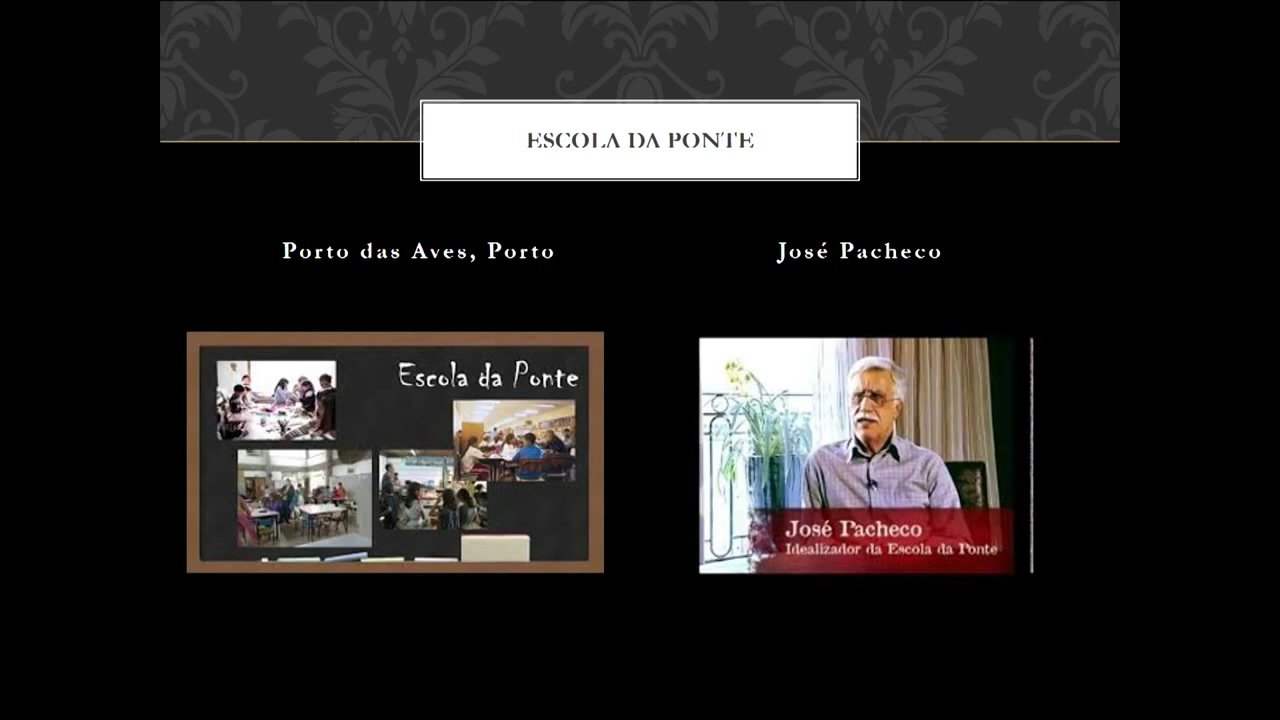 ESCOLA DA PONTE
Porto das Aves, Porto
José Pacheco
Escola da Ponte
José Pacheco
Idealizador da Escola da Ponte